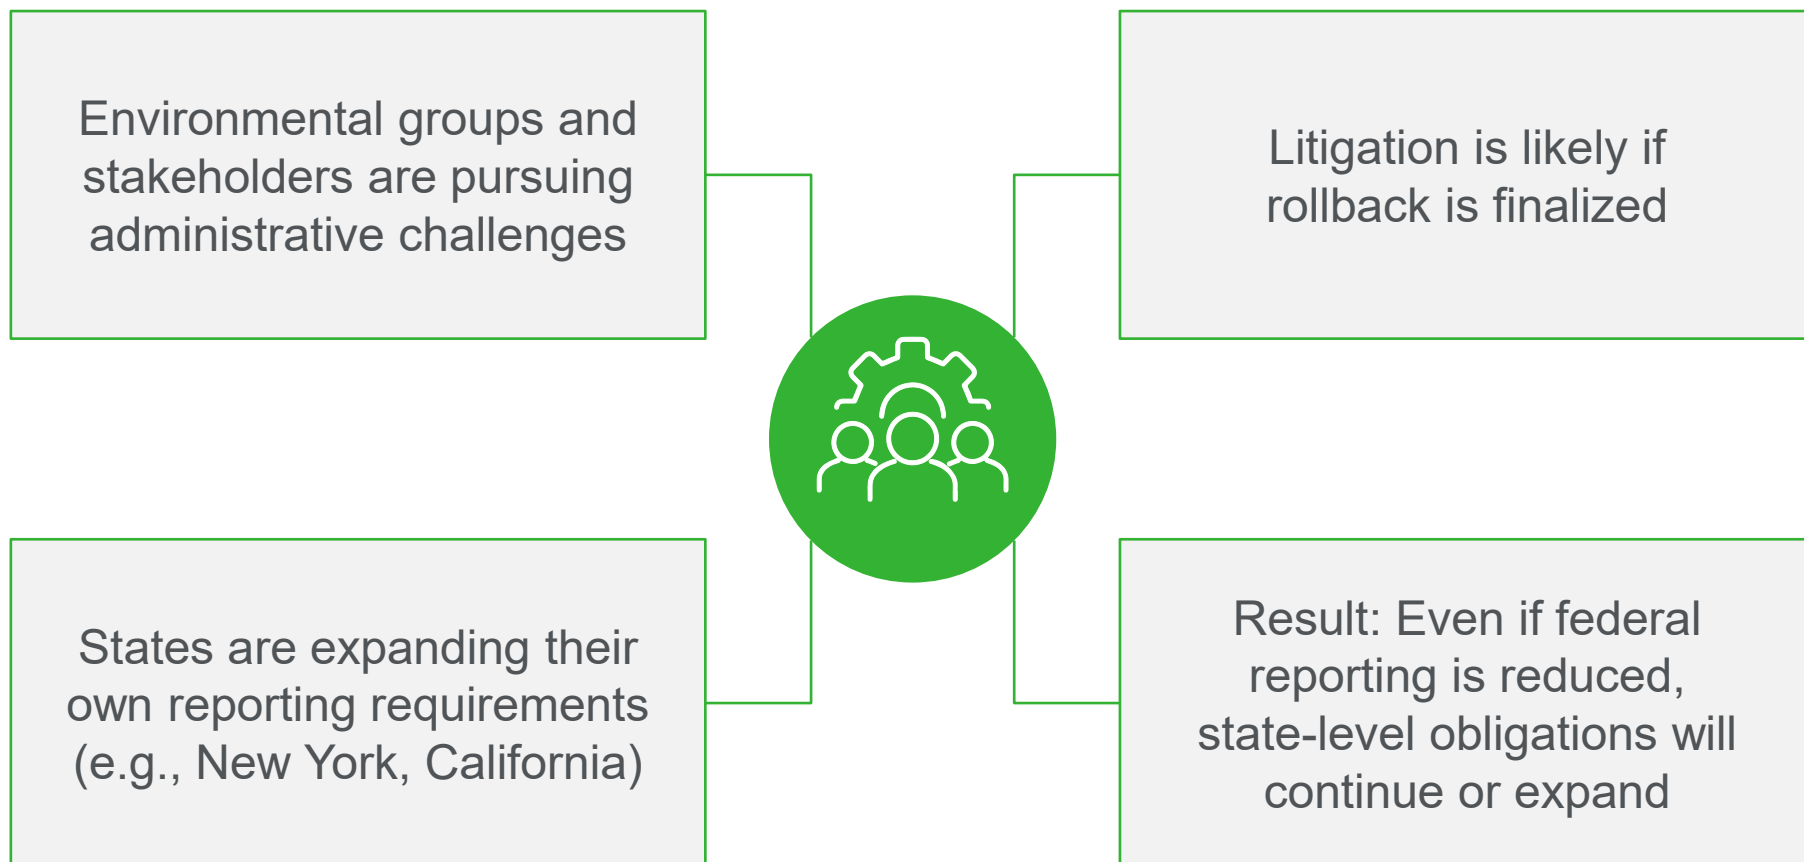 Environmental groups and
stakeholders are pursuing
administrative challenges
Litigation is likely if
rollback is finalized
States are expanding their
own reporting requirements
(e.g., New York, California)
Result: Even if federal
reporting is reduced,
state-level obligations will
continue or expand